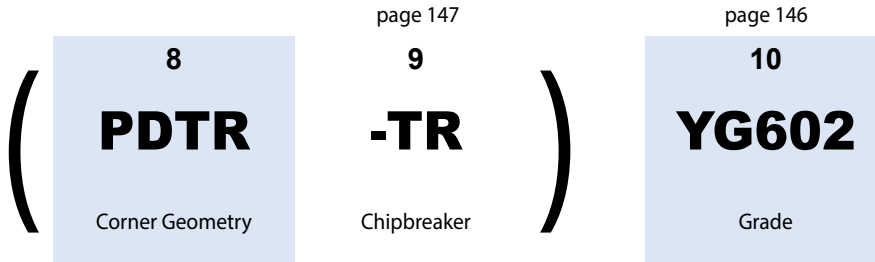 page 147 page 146
8 9 10
( PDTR -TR ) YG602
Corner Geometry Chipbreaker Grade